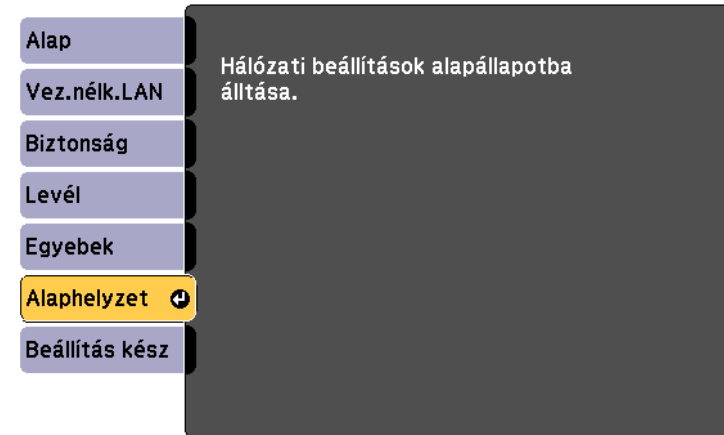 Alap
Vez.nélk.LAN
Biztonság
Levél
Egyebek
Alaphelyzet
Beállítás kész
Hálózati beállítások alapállapotba
álltása.